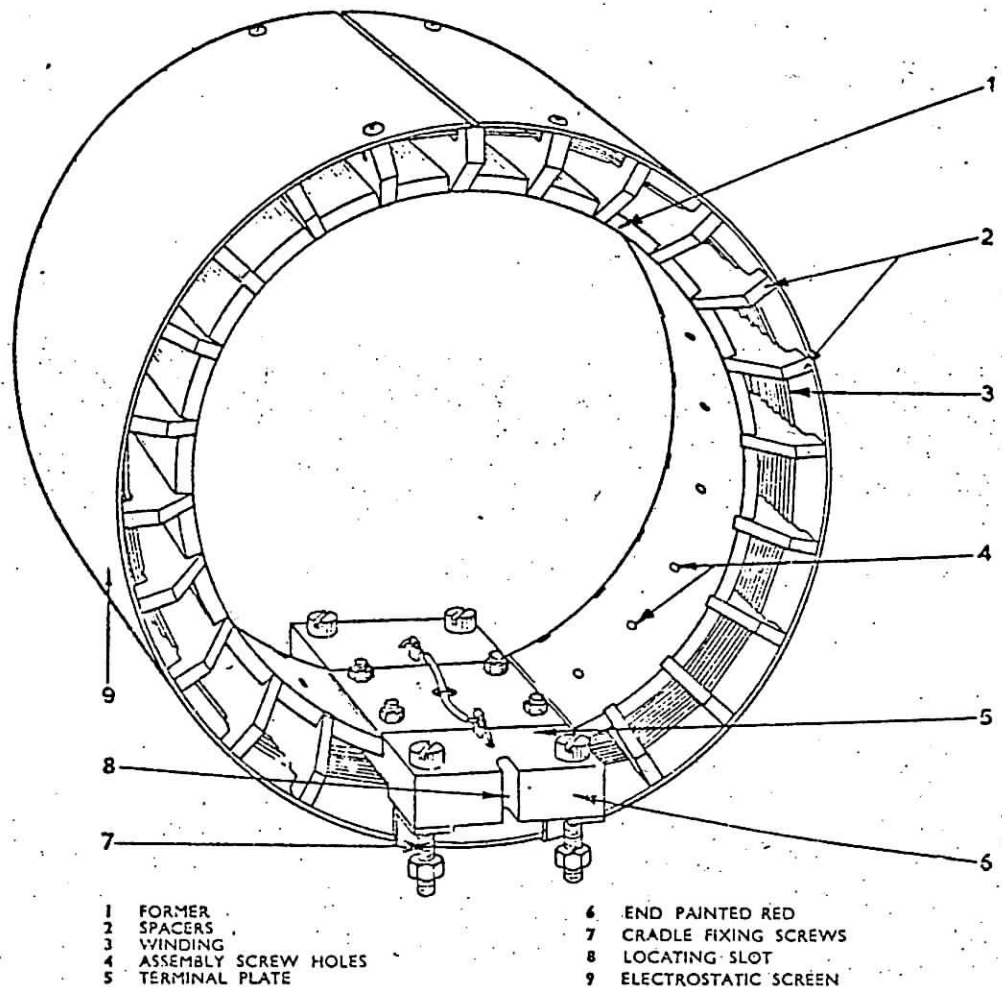 1
2
3
4
5
6
7
8
9
1 FORMER
2 SPACERS
3 WINDING
4 ASSEMBLY SCREW HOLES
5 TERMINAL PLATE
6 END PAINTED RED
7 CRADLE FIXING SCREWS
8 LOCATING SLOT
9 ELECTROSTATIC SCREEN